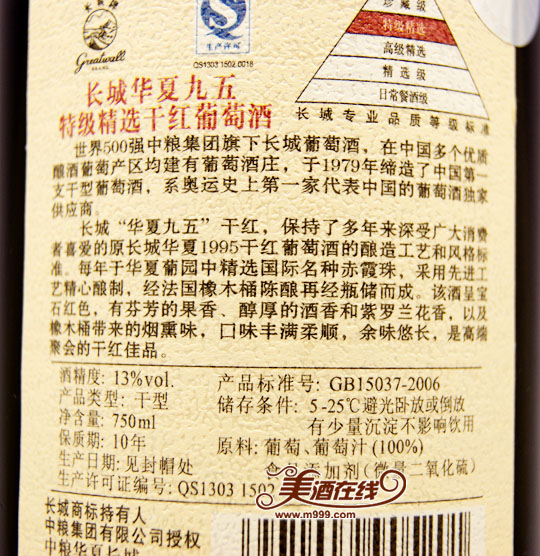 Greatwall
生产许可
QS1303 1502 0018
珍藏级
特级精选
高级精选
精选级
日常餐酒级
长城专业品质等级标准
长城华夏九五
特级精选干红葡萄酒
世界500强中粮集团旗下长城葡萄酒，在中国多个优质
酿酒葡萄产区均建有葡萄酒庄，于1979年缔造了中国第一
支干型葡萄酒，系奥运史上第一家代表中国的葡萄酒独家
供应商。
长城“华夏九五”干红，保持了多年来深受广大消费
者喜爱的原长城华夏1995干红葡萄酒的酿造工艺和风格标
准。每年于华夏葡园中精选国际名种赤霞珠，采用先进工
艺精心酿制，经法国橡木桶陈酿再经瓶储而成。该酒呈宝
石红色，有芬芳的果香、醇厚的酒香和紫罗兰花香，以及
橡木桶带来的烟熏味，口味丰满柔顺，余味悠长，是高端
聚会的干红佳品。
酒精度：13%vol.
产品类型：干型
净含量：750ml
保质期：10年
生产日期：见封帽处
生产许可证编号：QS1303 1502
产品标准号：GB15037-2006
储存条件：5-25℃避光卧放或倒放
有少量沉淀不影响饮用
原料：葡萄、葡萄汁(100%)
添加剂（微量二氧化硫）
美酒在线
www.m999.com
长城商标持有人
中粮集团有限公司授权
中粮华夏长城